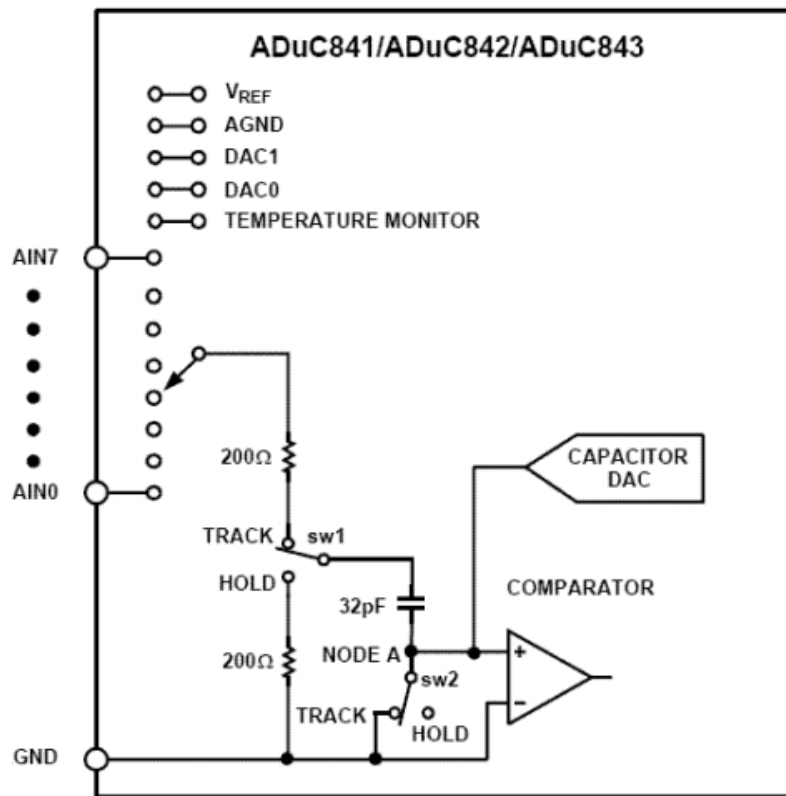 ADuC841/ADuC842/ADuC843
VREF
AGND
DAC1
DAC0
TEMPERATURE MONITOR
AIN7
200Ω
CAPACITOR
DAC
AIN0
TRACK
sw1
HOLD
COMPARATOR
32pF
200Ω
NODE A
+
sw2
−
TRACK
HOLD
GND